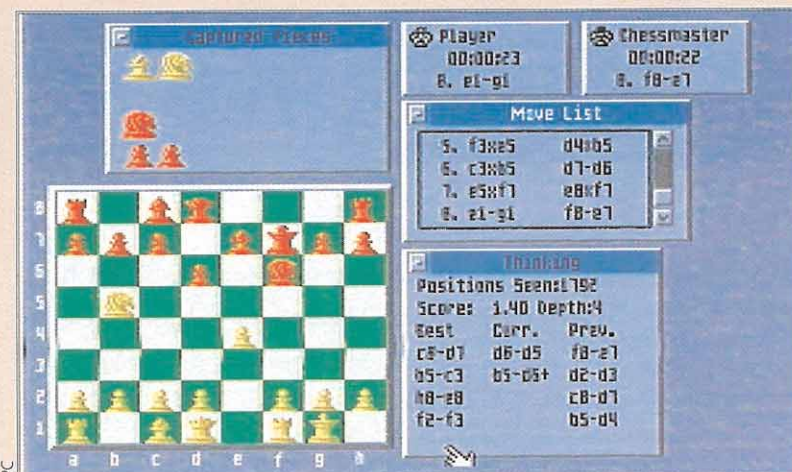 Captured Pieces
Player
00:00:23
8. e1-g1
Chessmaster
00:00:22
8. f8-e7
Move List
5. f3xe5 d4xb5
6. c3xb5 d7-d6
7. e5xf7 e8xf7
8. e1-g1 f8-e7
Thinking
Positions Seen:1792
Score: 1.40 Depth:4
Best Curr. Prev.
c8-d7 d6-d5 f8-e7
b5-c3 b5-d6+ d2-d3
h8-e8 c8-d7
f2-f3 b5-d4
8
7
6
5
4
3
2
1
a b c d e f g h
PC